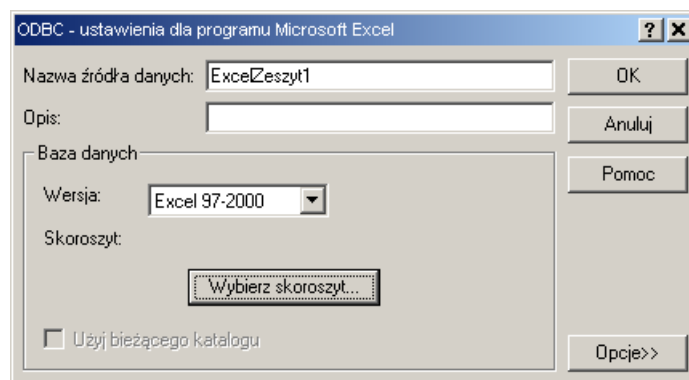 ODBC - ustawienia dla programu Microsoft Excel
Nazwa źródła danych: ExcelZeszyt1
OK
Opis:
Anuluj
Baza danych
Pomoc
Wersja: Excel 97-2000
Skoroszyt:
Wybierz skoroszyt...
Użyj bieżącego katalogu
Opcje>>